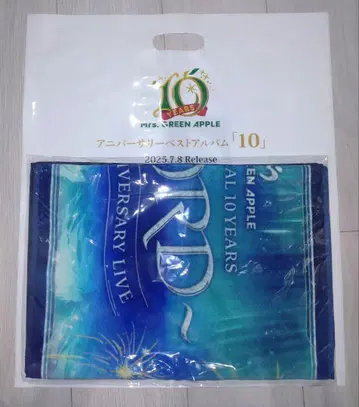 10
YEARS
Mrs. GREEN APPLE
アニバーサリーベストアルバム「10」
2025.7.8 Release
EEN APPLE
AL 10 YEARS
ORD
VERSARY LIVE